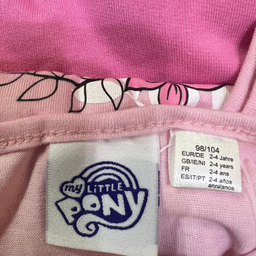 my LITTLE
PONY
98/104
EUR/DE 2-4 Jahre
GB/IE/NI 2-4 years
FR 2-4 ans
ES/IT/PT 2-4 años
anni/anos